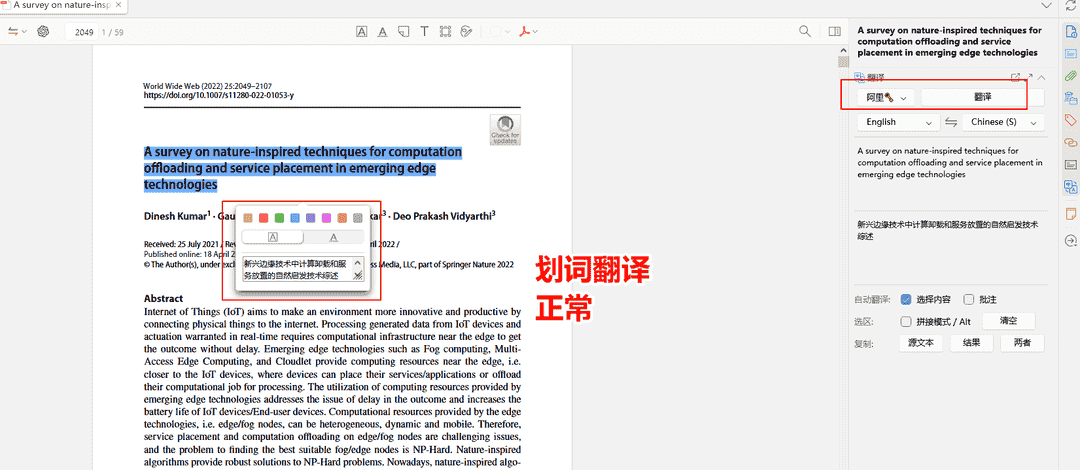 A survey on nature-inspired tec
2049 1 / 59
World Wide Web (2022) 25:2049–2107
https://doi.org/10.1007/s11280-022-01053-y
Check for
updates
A survey on nature-inspired techniques for computation
offloading and service placement in emerging edge
technologies
Dinesh Kumar¹ · Gau kar³ · Deo Prakash Vidyarthi³
Received: 25 July 2021 / Rev pril 2022 /
Published online: 18 April 2
© The Author(s), under exclu ess Media, LLC, part of Springer Nature 2022
新兴边缘技术中计算卸载和服
务放置的自然启发技术综述
Abstract
Internet of Things (IoT) aims to make an environment more innovative and productive by
connecting physical things to the internet. Processing generated data from IoT devices and
actuation warranted in real-time requires computational infrastructure near the edge to get
the outcome without delay. Emerging edge technologies such as Fog computing, Multi-
Access Edge Computing, and Cloudlet provide computing resources near the edge, i.e.
closer to the IoT devices, where devices can place their services/applications or offload
their computational job for processing. The utilization of computing resources provided by
emerging edge technologies addresses the issue of delay in the outcome and increases the
battery life of IoT devices/End-user devices. Computational resources provided by the edge
technologies, i.e. edge/fog nodes, can be heterogeneous, dynamic and mobile. Therefore,
service placement and computation offloading on edge/fog nodes are challenging issues,
and the problem to finding the best suitable fog/edge nodes is NP-Hard. Nature-inspired
algorithms provide robust solutions to NP-Hard problems. Nowadays, nature-inspired algo-
划词翻译
正常
A survey on nature-inspired techniques for
computation offloading and service
placement in emerging edge technologies
翻译
阿里 翻译
English Chinese (S)
A survey on nature-inspired techniques for
computation offloading and service placement in
emerging edge technologies
新兴边缘技术中计算卸载和服务放置的自然启发技术
综述
自动翻译: 选择内容 批注
选区: 拼接模式 / Alt 清空
复制: 源文本 结果 两者